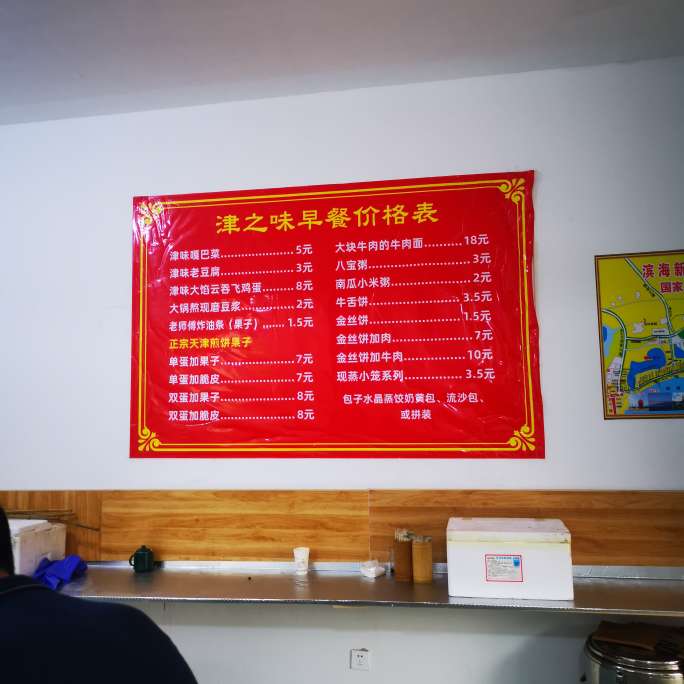 津之味早餐价格表
津味嘎巴菜............5元
津味老豆腐............3元
津味大馅云吞飞鸡蛋........8元
大锅熬现磨豆浆............2元
老师傅炸油条（果子）...... 1.5元
正宗天津煎饼果子
单蛋加果子............7元
单蛋加脆皮............7元
双蛋加果子............8元
双蛋加脆皮............8元
大块牛肉的牛肉面.........18元
八宝粥............3元
南瓜小米粥............2元
牛舌饼............3.5元
金丝饼............1.5元
金丝饼加肉............7元
金丝饼加牛肉............10元
现蒸小笼系列............3.5元
包子水晶蒸饺奶黄包、流沙包、
或拼装
滨海新
国家